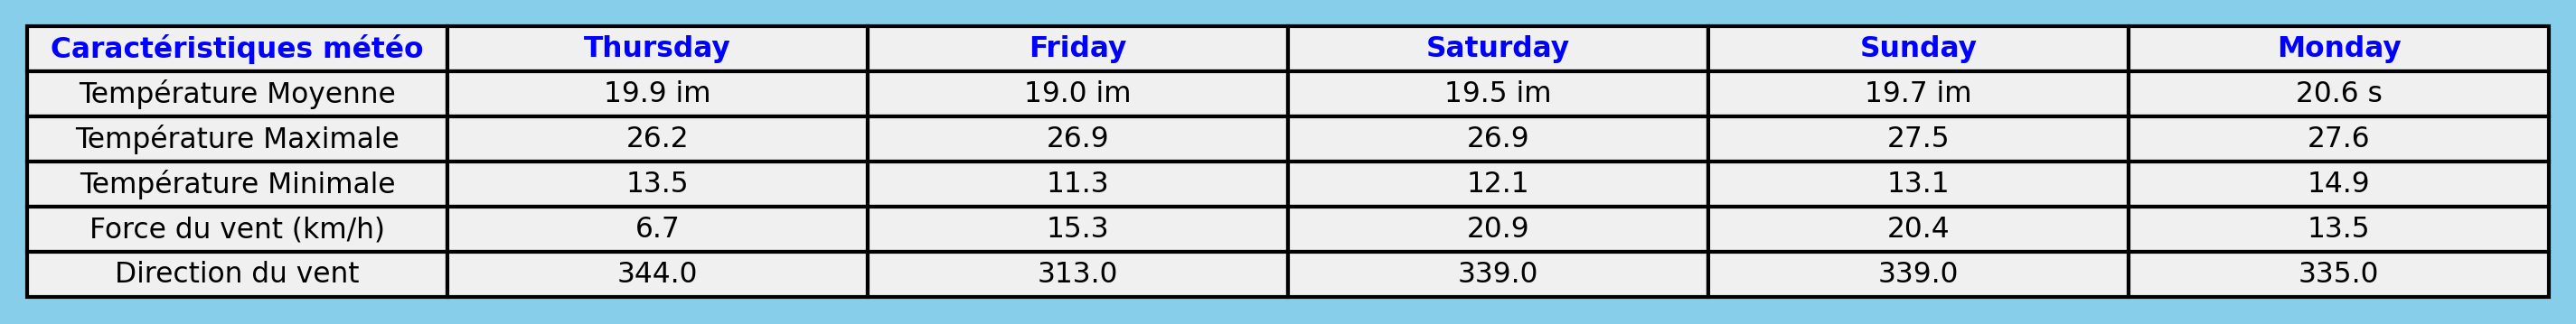 Caractéristiques météo Thursday Friday Saturday Sunday Monday
Température Moyenne 19.9 im 19.0 im 19.5 im 19.7 im 20.6 s
Température Maximale 26.2 26.9 26.9 27.5 27.6
Température Minimale 13.5 11.3 12.1 13.1 14.9
Force du vent (km/h) 6.7 15.3 20.9 20.4 13.5
Direction du vent 344.0 313.0 339.0 339.0 335.0